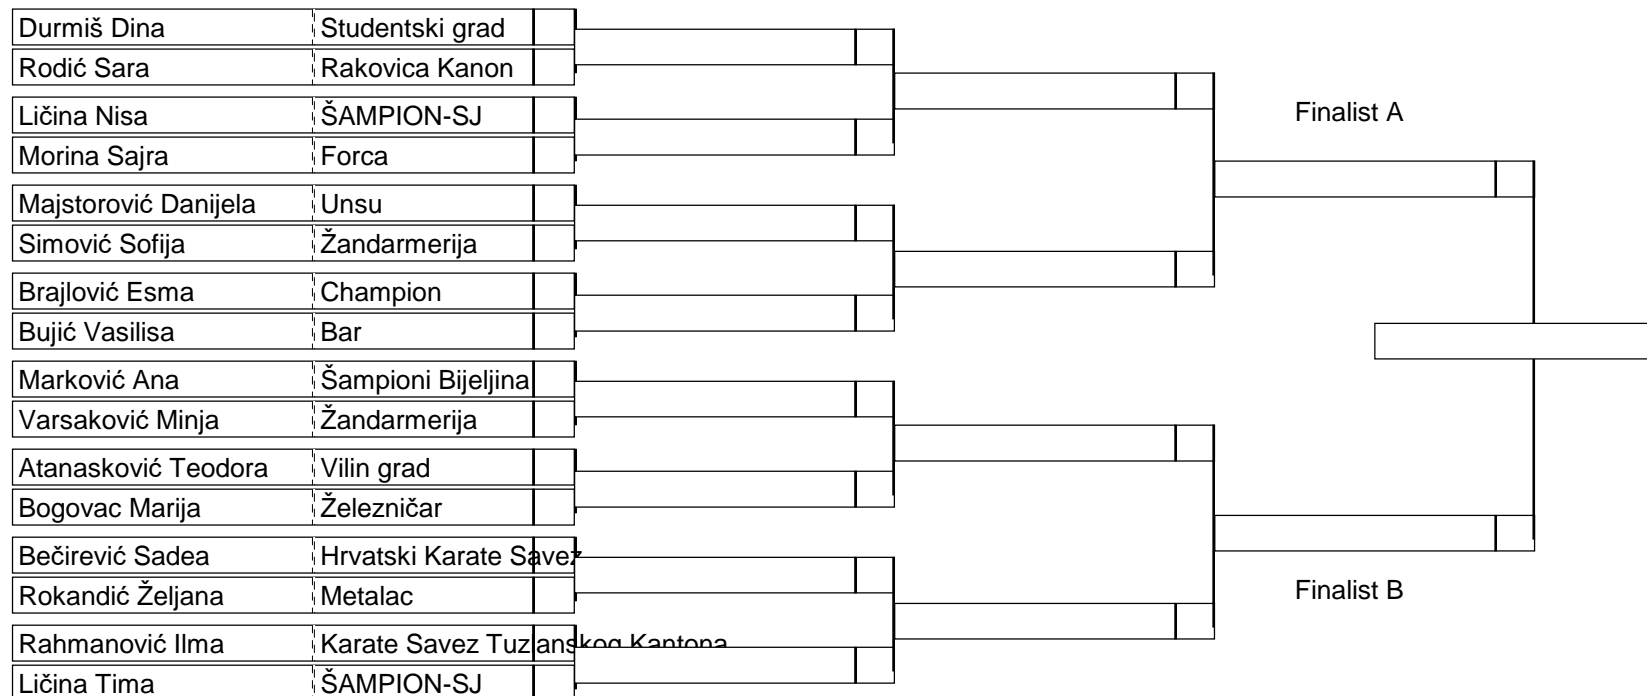 Durmiš Dina Studentski grad
Rodić Sara Rakovica Kanon
Ličina Nisa ŠAMPION-SJ
Finalist A
Morina Sajra Forca
Majstorović Danijela Unsu
Simović Sofija Žandarmerija
Brajlović Esma Champion
Bujić Vasilisa Bar
Marković Ana Šampioni Bijeljina
Varsaković Minja Žandarmerija
Atanasković Teodora Vilin grad
Bogovac Marija Železničar
Bečirević Sadea Hrvatski Karate Savez
Rokandić Željana Metalac
Finalist B
Rahmanović Ilma Karate Savez Tuzlanskog Kantona
Ličina Tima ŠAMPION-SJ